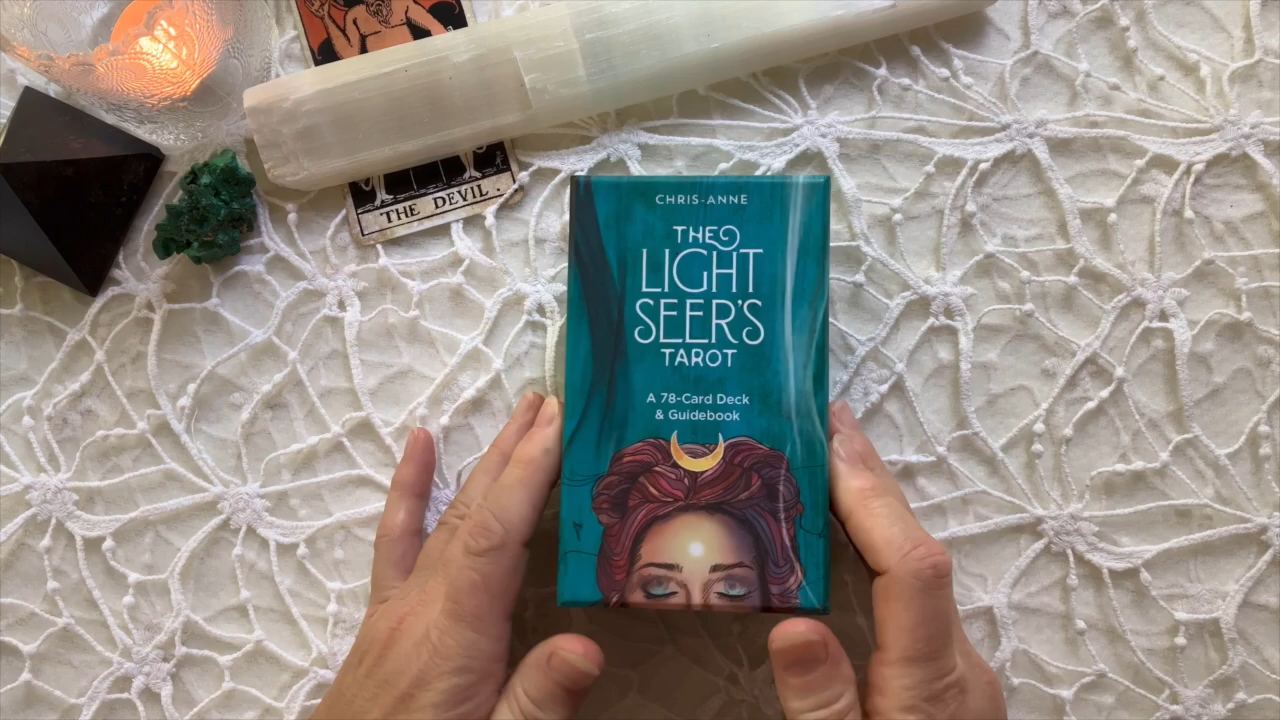 THE DEVIL.
CHRIS-ANNE
THE
LIGHT
SEER'S
TAROT
A 78-Card Deck
& Guidebook